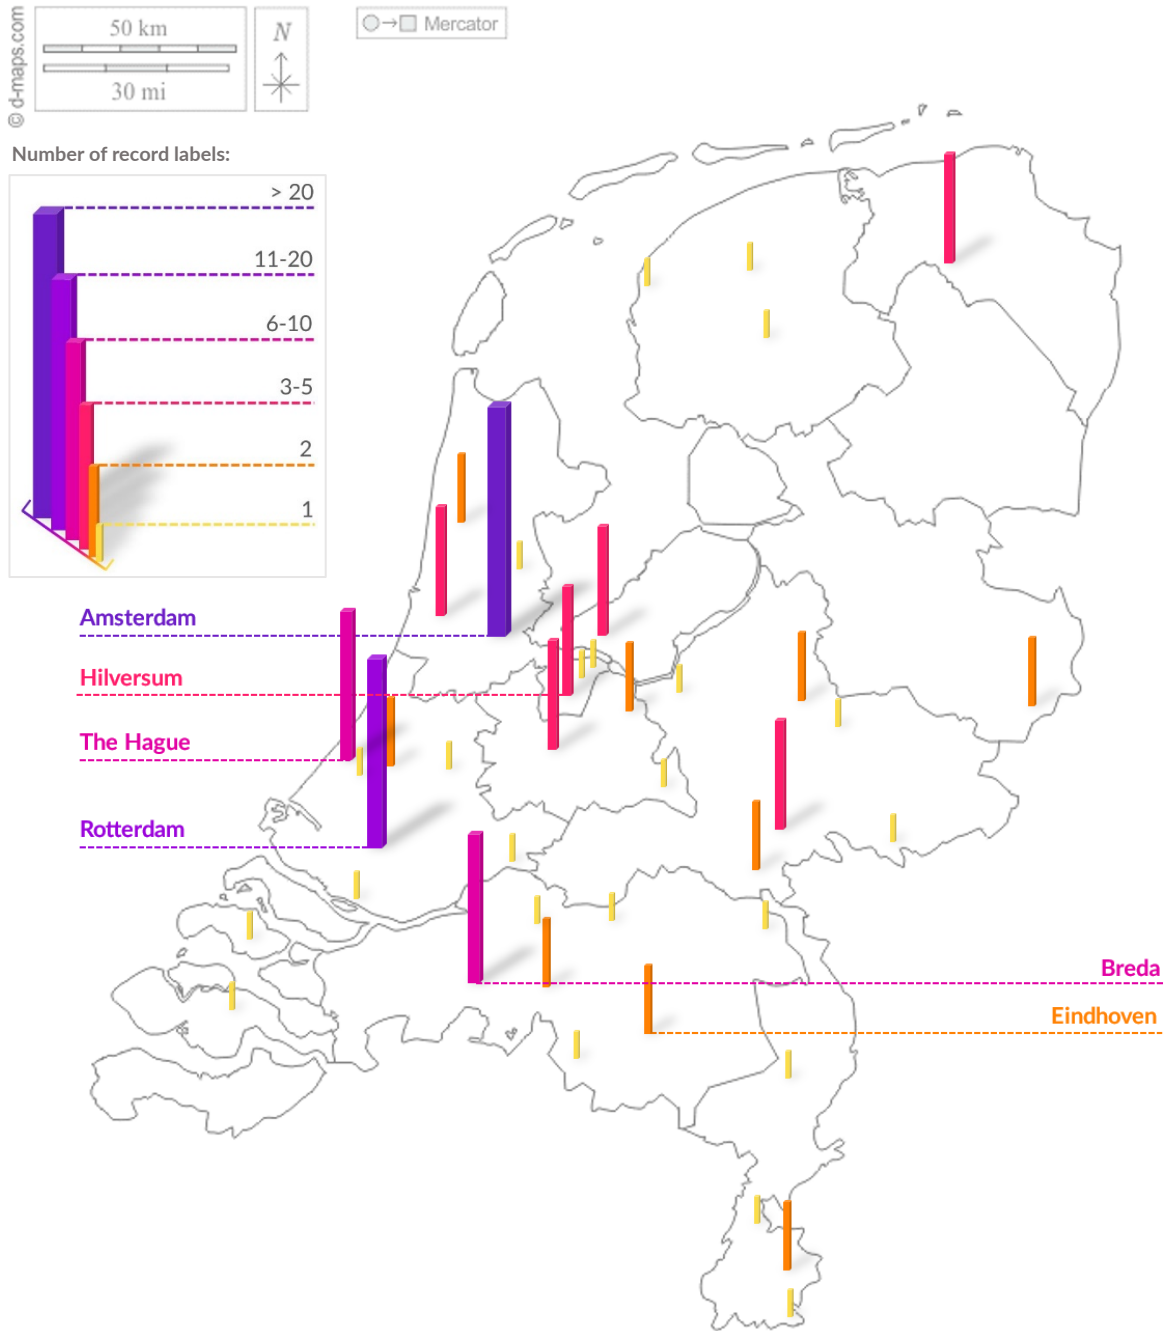 50 km
30 mi
N
© d-maps.com
Mercator
Number of record labels:
> 20
11-20
6-10
3-5
2
1
Amsterdam
Hilversum
The Hague
Rotterdam
Breda
Eindhoven